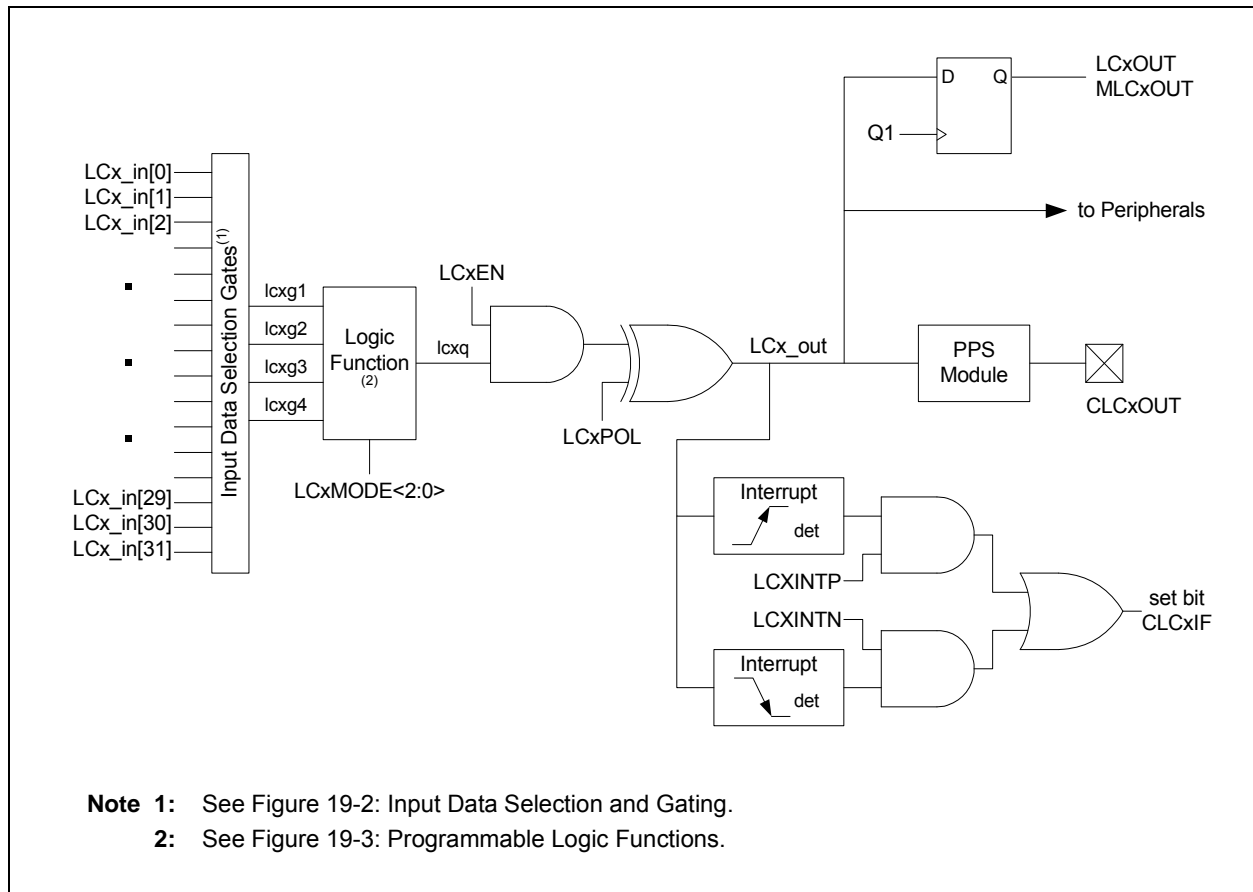 LCx_in[0]
LCx_in[1]
LCx_in[2]
LCx_in[29]
LCx_in[30]
LCx_in[31]
Input Data Selection Gates(1)
lcxg1
lcxg2
lcxg3
lcxg4
Logic
Function
(2)
LCxMODE<2:0>
lcxq
LCxEN
LCxPOL
LCx_out
D Q
Q1
LCxOUT
MLCxOUT
to Peripherals
PPS
Module
CLCxOUT
Interrupt
det
LCXINTP
LCXINTN
Interrupt
det
set bit
CLCxIF
Note 1: See Figure 19-2: Input Data Selection and Gating.
2: See Figure 19-3: Programmable Logic Functions.